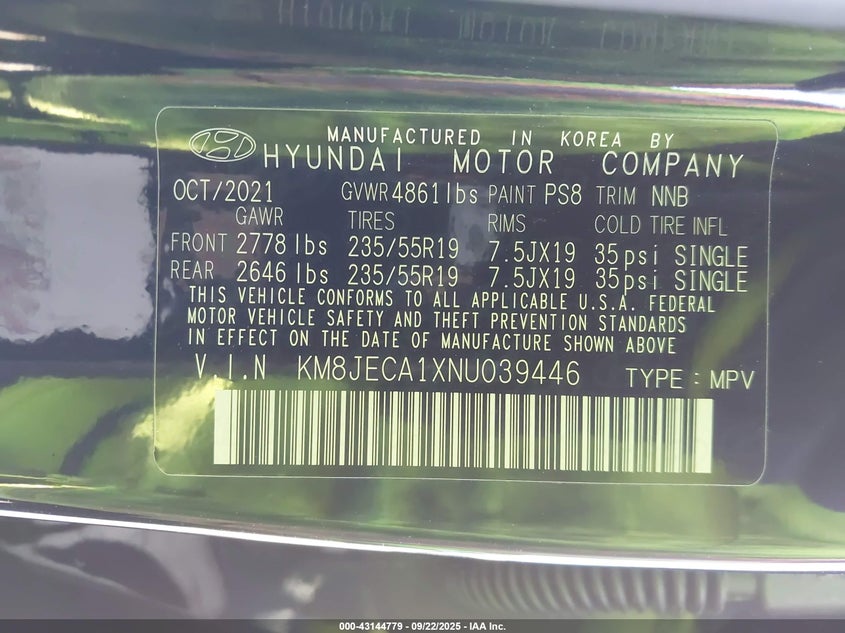 MANUFACTURED IN KOREA BY
HYUNDAI MOTOR COMPANY
OCT/2021 GVWR 4861 lbs PAINT PS8 TRIM NNB
GAWR TIRES RIMS COLD TIRE INFL
FRONT 2778 lbs 235/55R19 7.5JX19 35psi SINGLE
REAR 2646 lbs 235/55R19 7.5JX19 35psi SINGLE
THIS VEHICLE CONFORMS TO ALL APPLICABLE U.S.A. FEDERAL
MOTOR VEHICLE SAFETY AND THEFT PREVENTION STANDARDS
IN EFFECT ON THE DATE OF MANUFACTURE SHOWN ABOVE
V.I.N KM8JECA1XNU039446 TYPE : MPV
000-43144779 - 09/22/2025 - IAA Inc.